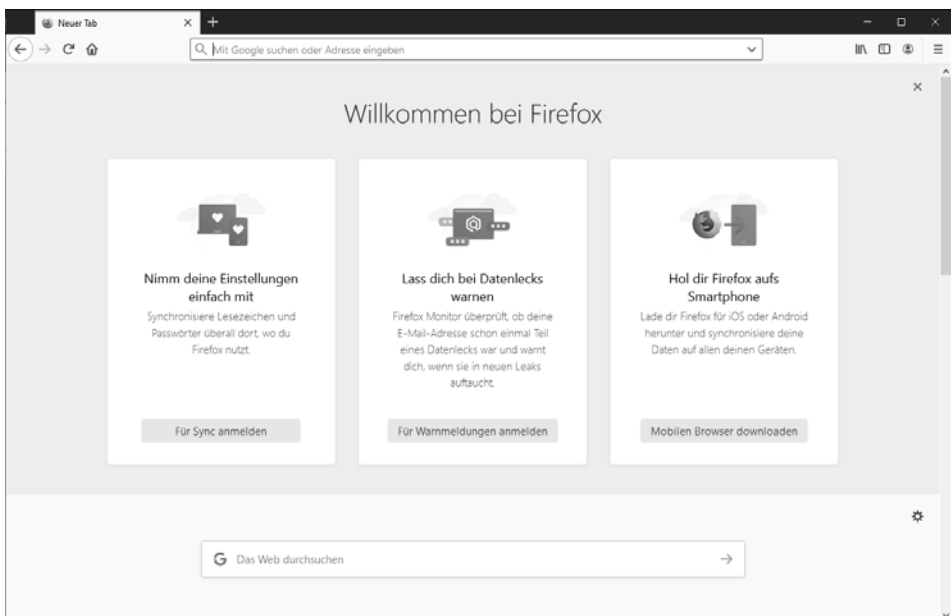 Neuer Tab
Mit Google suchen oder Adresse eingeben
Willkommen bei Firefox
Nimm deine Einstellungen
einfach mit
Synchronisiere Lesezeichen und
Passwörter überall dort, wo du
Firefox nutzt.
Für Sync anmelden
Lass dich bei Datenlecks
warnen
Firefox Monitor überprüft, ob deine
E-Mail-Adresse schon einmal Teil
eines Datenlecks war und warnt
dich, wenn sie in neuen Leaks
auftaucht.
Für Warnmeldungen anmelden
Hol dir Firefox aufs
Smartphone
Lade dir Firefox für iOS oder Android
herunter und synchronisiere deine
Daten auf allen deinen Geräten.
Mobilen Browser downloaden
G Das Web durchsuchen